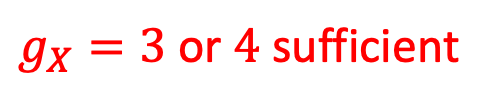 g_X = 3 or 4 sufficient